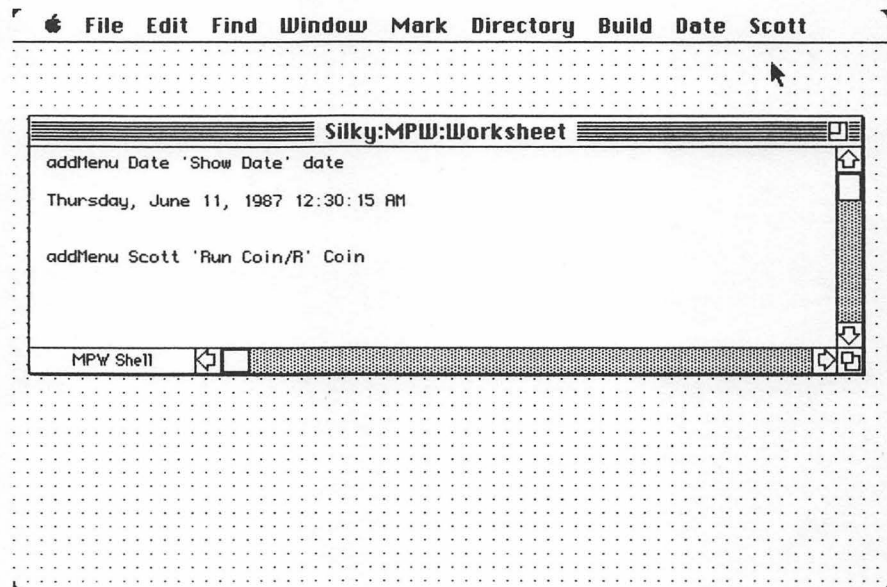 File Edit Find Window Mark Directory Build Date Scott
Silky:MPW:Worksheet
addMenu Date 'Show Date' date
Thursday, June 11, 1987 12:30:15 AM
addMenu Scott 'Run Coin/R' Coin
MPW Shell